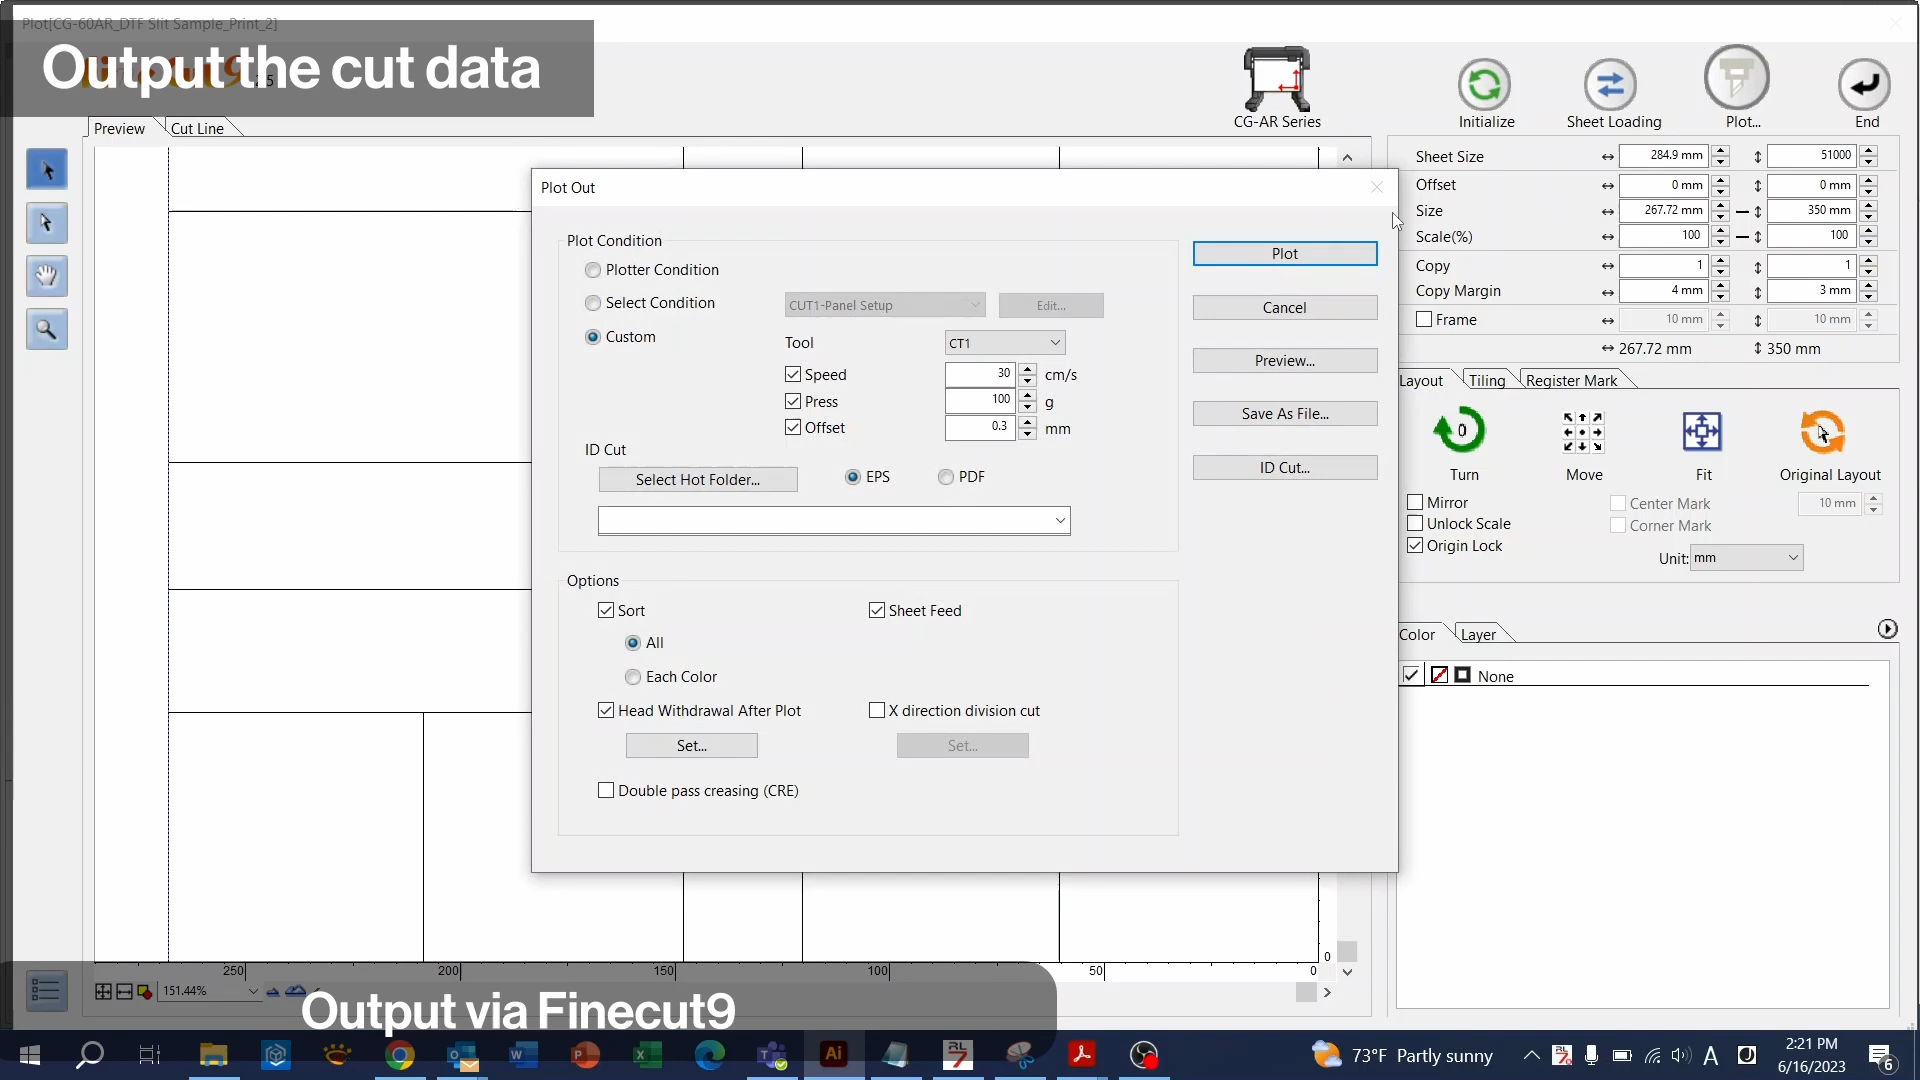 Plot[CG-60AR_DTF Slit Sample_Print_2]
Output the cut data
CG-AR Series
Initialize
Sheet Loading
Plot...
End
Preview
Cut Line
Sheet Size
284.9 mm
51000
Offset
0 mm
0 mm
Size
267.72 mm
350 mm
Scale(%)
100
100
Copy
1
1
Copy Margin
4 mm
3 mm
Frame
10 mm
10 mm
267.72 mm
350 mm
Plot Out
Plot Condition
Plotter Condition
Select Condition
CUT1-Panel Setup
Edit...
Custom
Tool
CT1
Speed
30
cm/s
Press
100
g
Offset
0.3
mm
ID Cut
Select Hot Folder...
EPS
PDF
Plot
Cancel
Preview...
Save As File...
ID Cut...
Options
Sort
Sheet Feed
All
Each Color
Head Withdrawal After Plot
X direction division cut
Set...
Set...
Double pass creasing (CRE)
Layout
Tiling
Register Mark
0
Turn
Move
Fit
Original Layout
Mirror
Center Mark
10 mm
Unlock Scale
Corner Mark
Origin Lock
Unit:
mm
Color
Layer
None
250
200
150
100
50
0
0
151.44%
Output via Finecut9
73°F Partly sunny
A
2:21 PM
6/16/2023
6